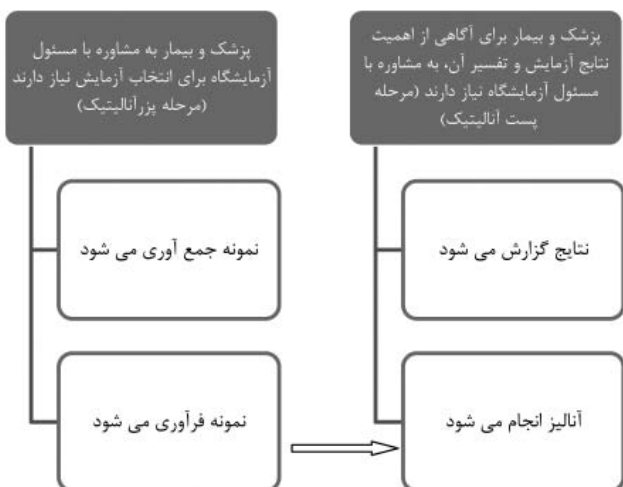 پزشک و بیمار به مشاوره با مسئول
آزمایشگاه برای انتخاب آزمایش نیاز دارند
(مرحله پزرآنالیتیک)
نمونه جمع آوری می شود
نمونه فرآوری می شود
پزشک و بیمار برای آگاهی از اهمیت
نتایج آزمایش و تفسیر آن، به مشاوره با
مسئول آزمایشگاه نیاز دارند (مرحله
پست آنالیتیک)
نتایج گزارش می شود
آنالیز انجام می شود